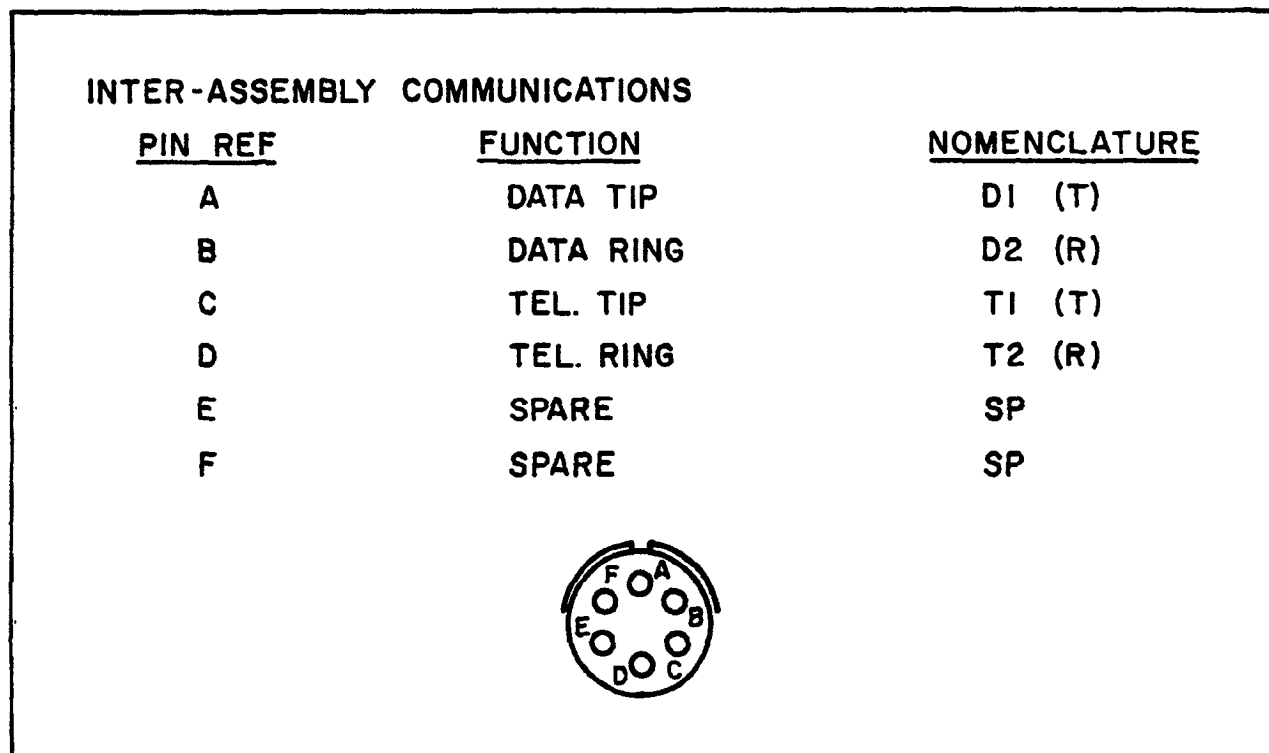 INTER-ASSEMBLY COMMUNICATIONS
PIN REF FUNCTION NOMENCLATURE
A DATA TIP D1 (T)
B DATA RING D2 (R)
C TEL. TIP T1 (T)
D TEL. RING T2 (R)
E SPARE SP
F SPARE SP
F A
E B
D C